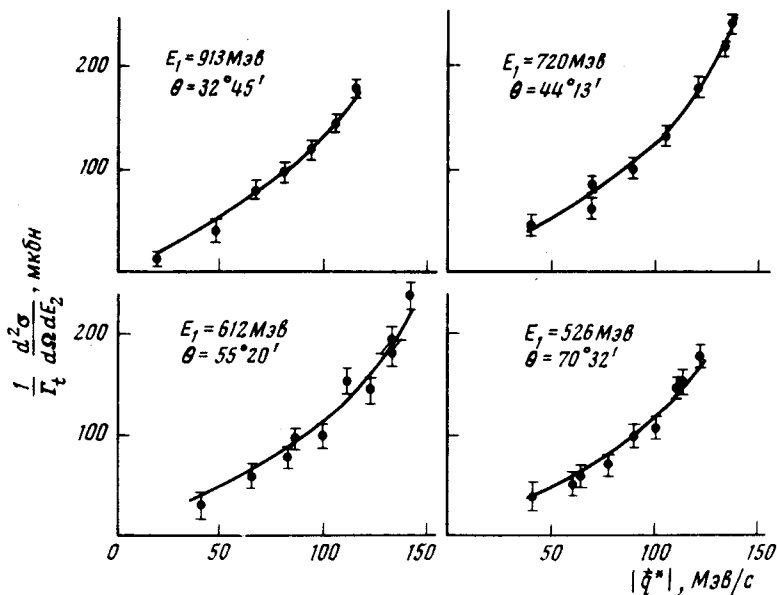 E₁ = 913 Мэв
θ = 32°45′
E₁ = 720 Мэв
θ = 44°13′
200
100
E₁ = 612 Мэв
θ = 55°20′
E₁ = 526 Мэв
θ = 70°32′
200
100
0 50 100 150 50 100 150
1/Γₜ d²σ/dΩdE₂, мкбн
|q⃗*|, Мэв/с